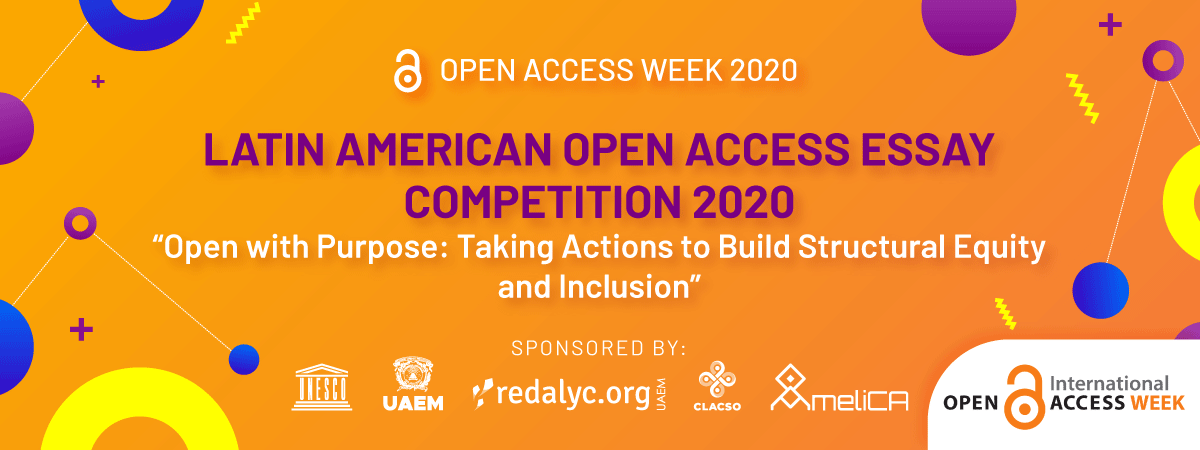 OPEN ACCESS WEEK 2020
LATIN AMERICAN OPEN ACCESS ESSAY
COMPETITION 2020
“Open with Purpose: Taking Actions to Build Structural Equity
and Inclusion”
SPONSORED BY:
UNESCO
UAEM
redalyc.org UAEM
CLACSO
AmeliCA
International
OPEN ACCESS WEEK